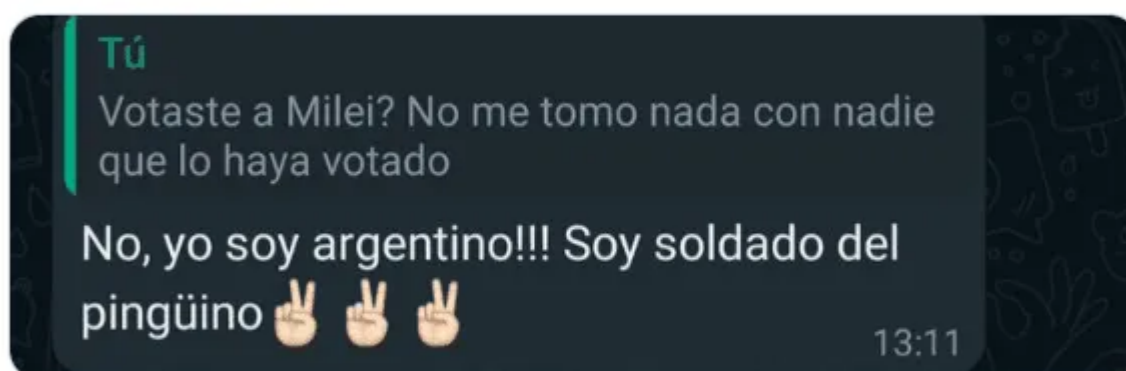 Tú
Votaste a Milei? No me tomo nada con nadie
que lo haya votado
No, yo soy argentino!!! Soy soldado del
pingüino✌🏻✌🏻✌🏻
13:11